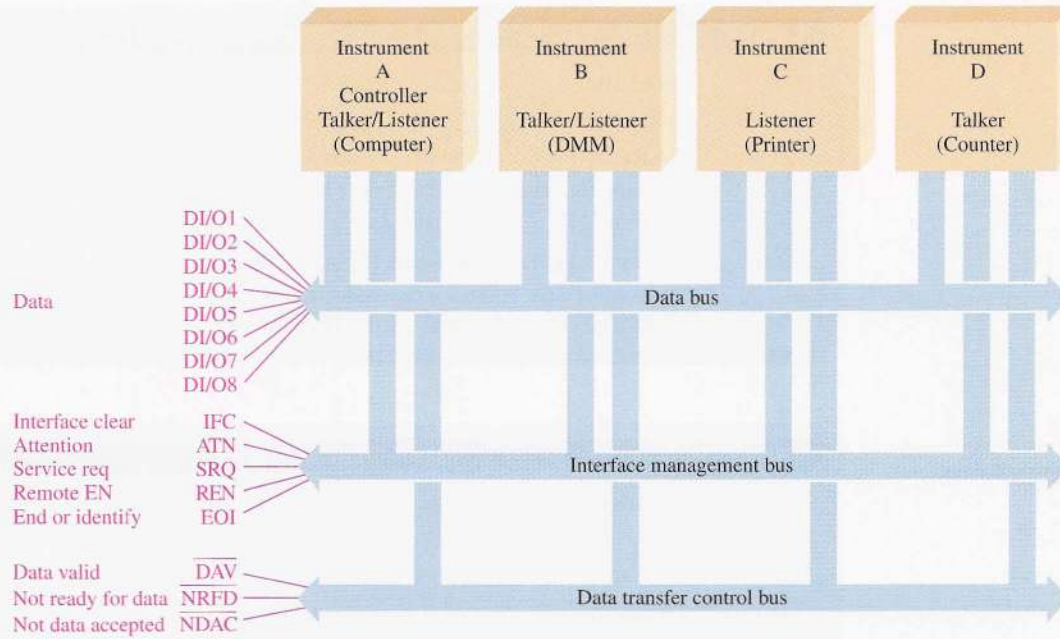 Instrument
A
Controller
Talker/Listener
(Computer)
Instrument
B
Talker/Listener
(DMM)
Instrument
C
Listener
(Printer)
Instrument
D
Talker
(Counter)
Data
DI/O1
DI/O2
DI/O3
DI/O4
DI/O5
DI/O6
DI/O7
DI/O8
Data bus
Interface clear IFC
Attention ATN
Service req SRQ
Remote EN REN
End or identify EOI
Interface management bus
Data valid DAV
Not ready for data NRFD
Not data accepted NDAC
Data transfer control bus